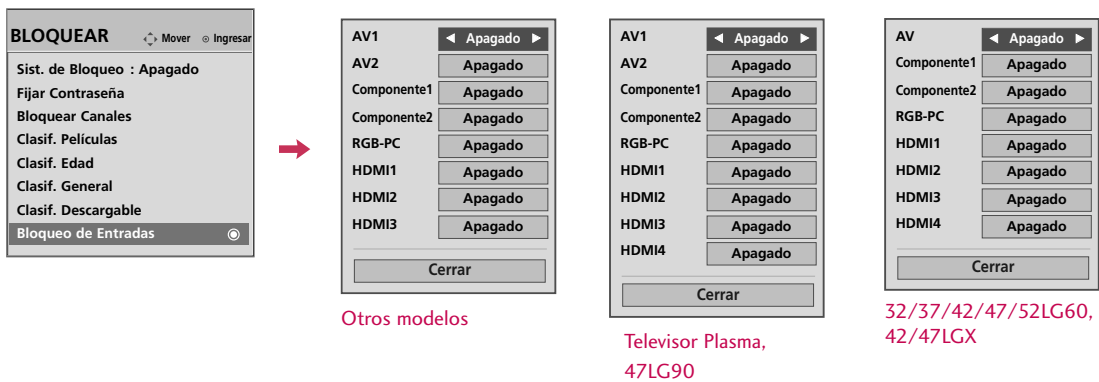 BLOQUEAR Mover Ingresar
Sist. de Bloqueo : Apagado
Fijar Contraseña
Bloquear Canales
Clasif. Películas
Clasif. Edad
Clasif. General
Clasif. Descargable
Bloqueo de Entradas
AV1 Apagado
AV2 Apagado
Componente1 Apagado
Componente2 Apagado
RGB-PC Apagado
HDMI1 Apagado
HDMI2 Apagado
HDMI3 Apagado
Cerrar
Otros modelos
AV1 Apagado
AV2 Apagado
Componente1 Apagado
Componente2 Apagado
RGB-PC Apagado
HDMI1 Apagado
HDMI2 Apagado
HDMI3 Apagado
HDMI4 Apagado
Cerrar
Televisor Plasma,
47LG90
AV Apagado
Componente1 Apagado
Componente2 Apagado
RGB-PC Apagado
HDMI1 Apagado
HDMI2 Apagado
HDMI3 Apagado
HDMI4 Apagado
Cerrar
32/37/42/47/52LG60,
42/47LGX